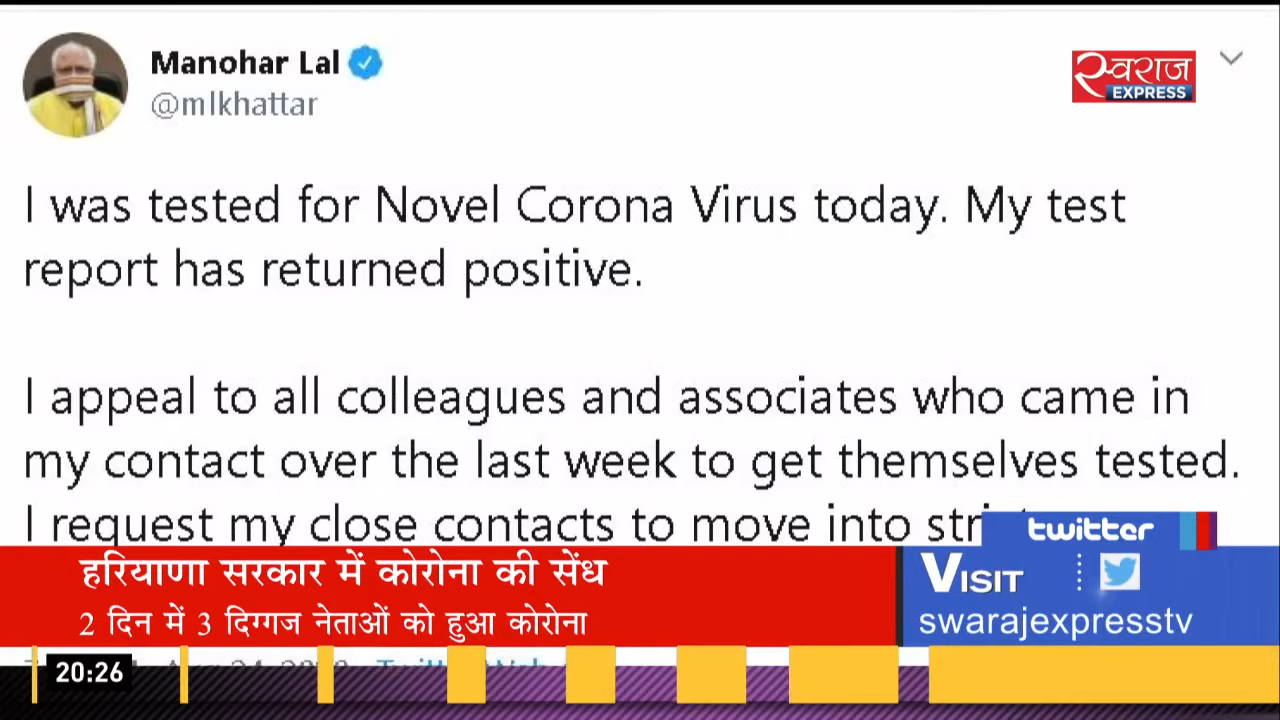 Manohar Lal
@mlkhattar
स्वराज
EXPRESS
I was tested for Novel Corona Virus today. My test
report has returned positive.
I appeal to all colleagues and associates who came in
my contact over the last week to get themselves tested.
I request my close contacts to move into
twitter
हरियाणा सरकार में कोरोना की सेंध
2 दिन में 3 दिग्गज नेताओं को हुआ कोरोना
VISIT
swarajexpresstv
20:26